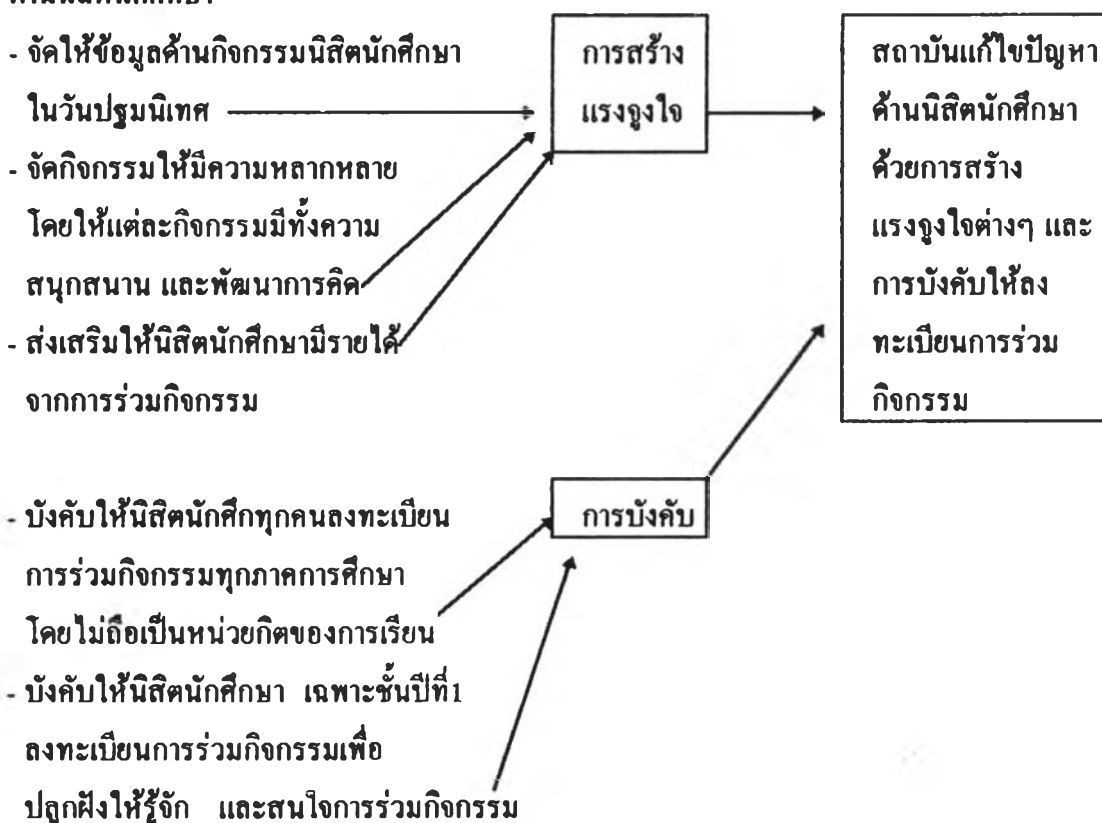 - จัดให้ข้อมูลด้านกิจกรรมนิสิตนักศึกษา
ในวันปฐมนิเทศ
- จัดกิจกรรมให้มีความหลากหลาย
โดยให้แต่ละกิจกรรมมีทั้งความ
สนุกสนาน และพัฒนาการคิด
- ส่งเสริมให้นิสิตนักศึกษามีรายได้
จากการร่วมกิจกรรม
- บังคับให้นิสิตนักศึกทุกคนลงทะเบียน
การร่วมกิจกรรมทุกภาคการศึกษา
โดยไม่ถือเป็นหน่วยกิตของการเรียน
- บังคับให้นิสิตนักศึกษา เฉพาะชั้นปีที่1
ลงทะเบียนการร่วมกิจกรรมเพื่อ
ปลูกฝังให้รู้จัก และสนใจการร่วมกิจกรรม
การสร้าง
แรงจูงใจ
การบังคับ
สถาบันแก้ไขปัญหา
ด้านนิสิตนักศึกษา
ด้วยการสร้าง
แรงจูงใจต่างๆ และ
การบังคับให้ลง
ทะเบียนการร่วม
กิจกรรม